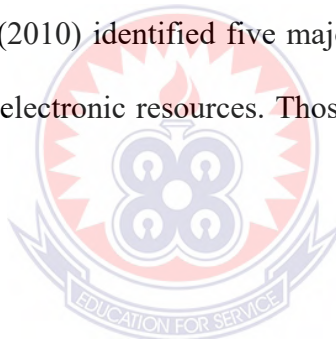 (2010) identified five maj
electronic resources. Thos
EDUCATION FOR SERVICE